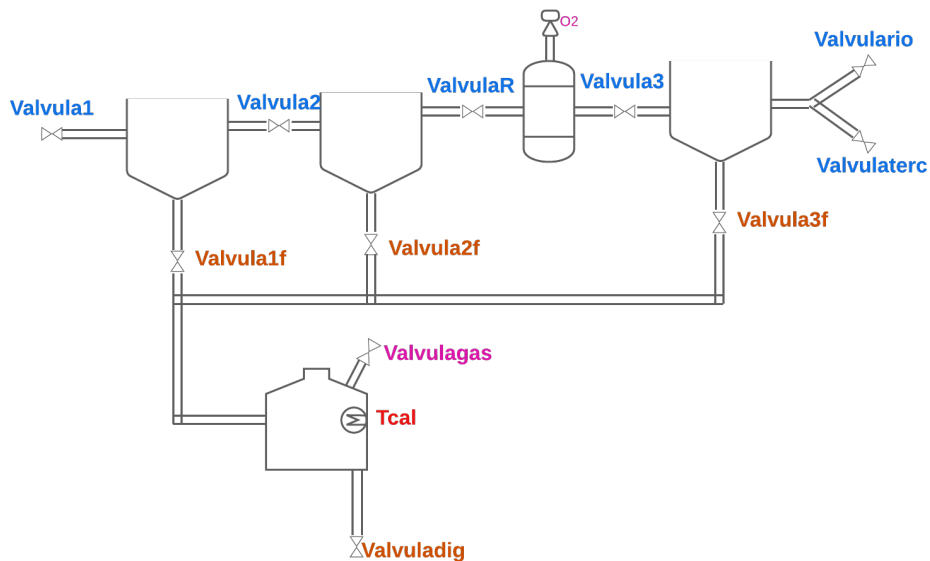 O2
Valvulario
Valvula1
Valvula2
ValvulaR
Valvula3
Valvulaterc
Valvula1f
Valvula2f
Valvula3f
Valvulagas
Tcal
Valvuladig